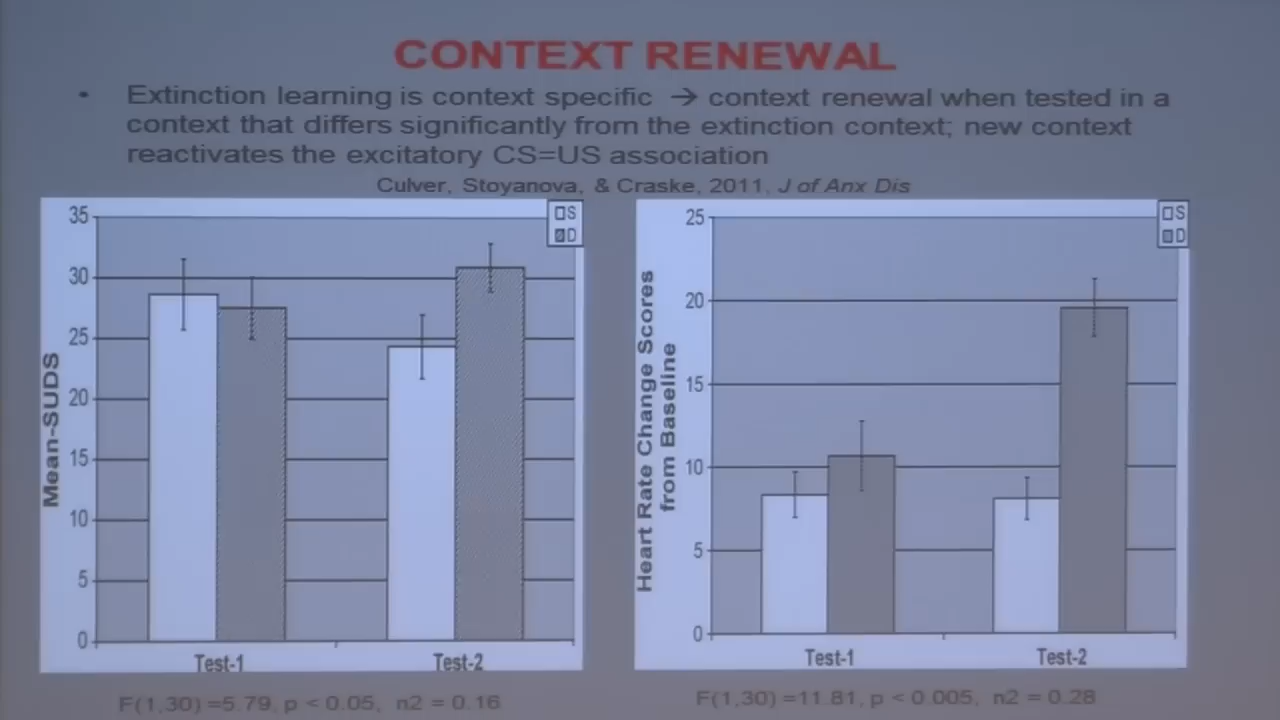 CONTEXT RENEWAL
• Extinction learning is context specific → context renewal when tested in a
context that differs significantly from the extinction context; new context
reactivates the excitatory CS=US association
Culver, Stoyanova, & Craske, 2011, J of Anx Dis
35
30
25
20
15
10
5
0
Mean-SUDS
S
D
Test-1 Test-2
F(1,30) =5.79, p < 0.05, n2 = 0.16
25
20
15
10
5
0
Heart Rate Change Scores
from Baseline
S
D
Test-1 Test-2
F(1,30) =11.81, p < 0.005, n2 = 0.28